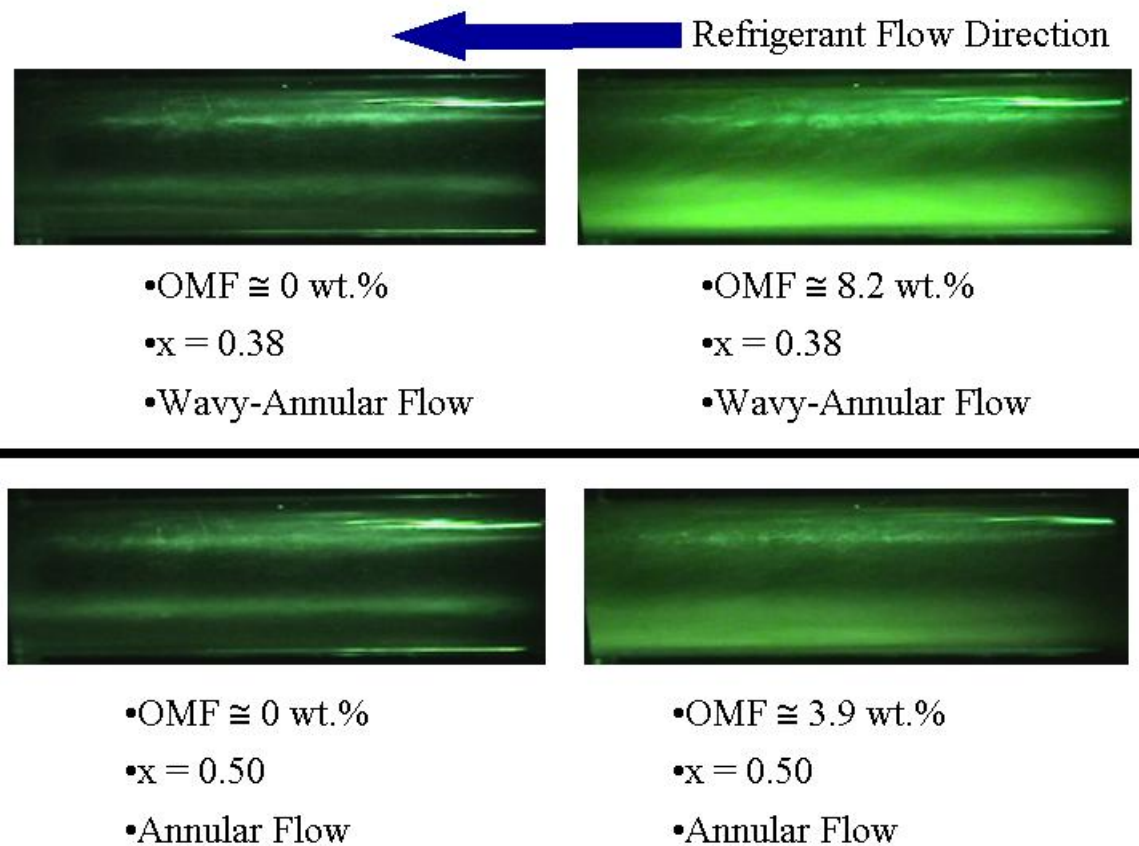 Refrigerant Flow Direction
•OMF ≅ 0 wt.%
•x = 0.38
•Wavy-Annular Flow
•OMF ≅ 8.2 wt.%
•x = 0.38
•Wavy-Annular Flow
•OMF ≅ 0 wt.%
•x = 0.50
•Annular Flow
•OMF ≅ 3.9 wt.%
•x = 0.50
•Annular Flow